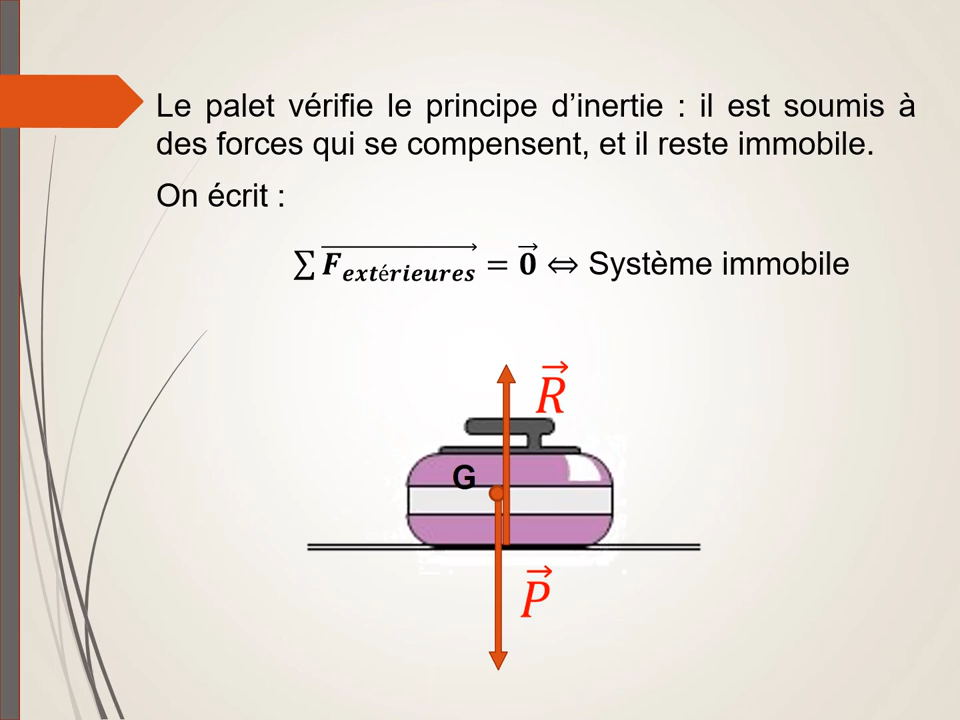 Le palet vérifie le principe d’inertie : il est soumis à
des forces qui se compensent, et il reste immobile.
On écrit :
∑ F⃗extérieures = 0⃗ ⇔ Système immobile
R⃗
G
P⃗